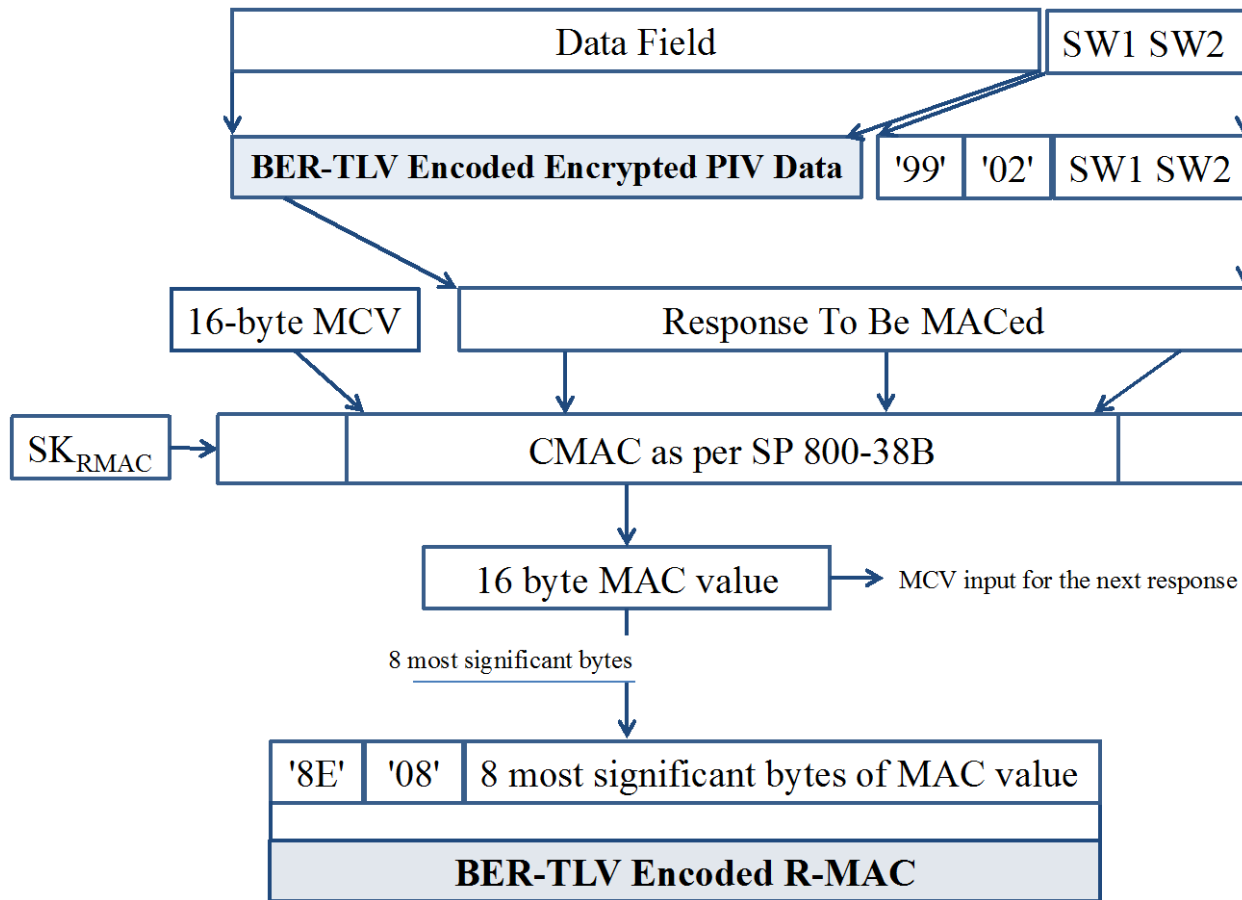 Data Field SW1 SW2
BER-TLV Encoded Encrypted PIV Data '99' '02' SW1 SW2
16-byte MCV Response To Be MACed
SKRMAC CMAC as per SP 800-38B
16 byte MAC value MCV input for the next response
8 most significant bytes
'8E' '08' 8 most significant bytes of MAC value
BER-TLV Encoded R-MAC